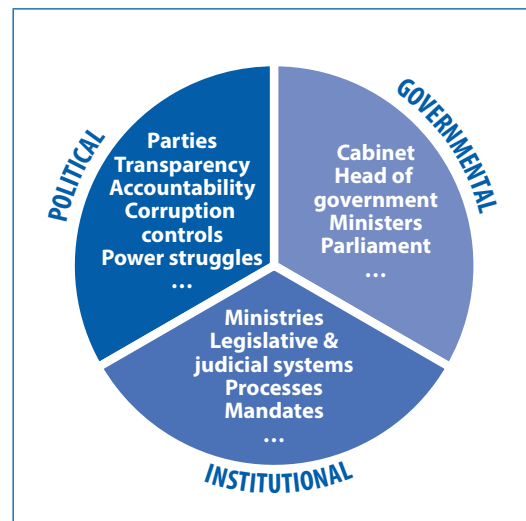 POLITICAL
Parties
Transparency
Accountability
Corruption
controls
Power struggles
...
GOVERNMENTAL
Cabinet
Head of
government
Ministers
Parliament
...
Ministries
Legislative &
judicial systems
Processes
Mandates
...
INSTITUTIONAL